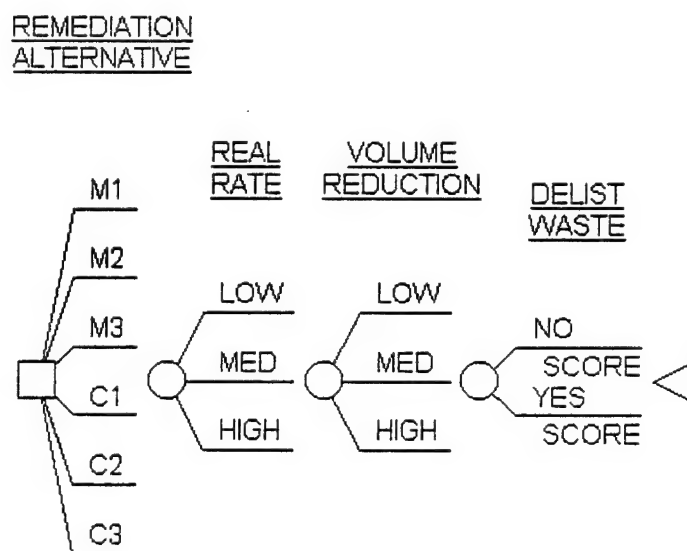 REMEDIATION
ALTERNATIVE
REAL
RATE
VOLUME
REDUCTION
DELIST
WASTE
M1
M2
M3
C1
C2
C3
LOW
MED
HIGH
LOW
MED
HIGH
NO
SCORE
YES
SCORE